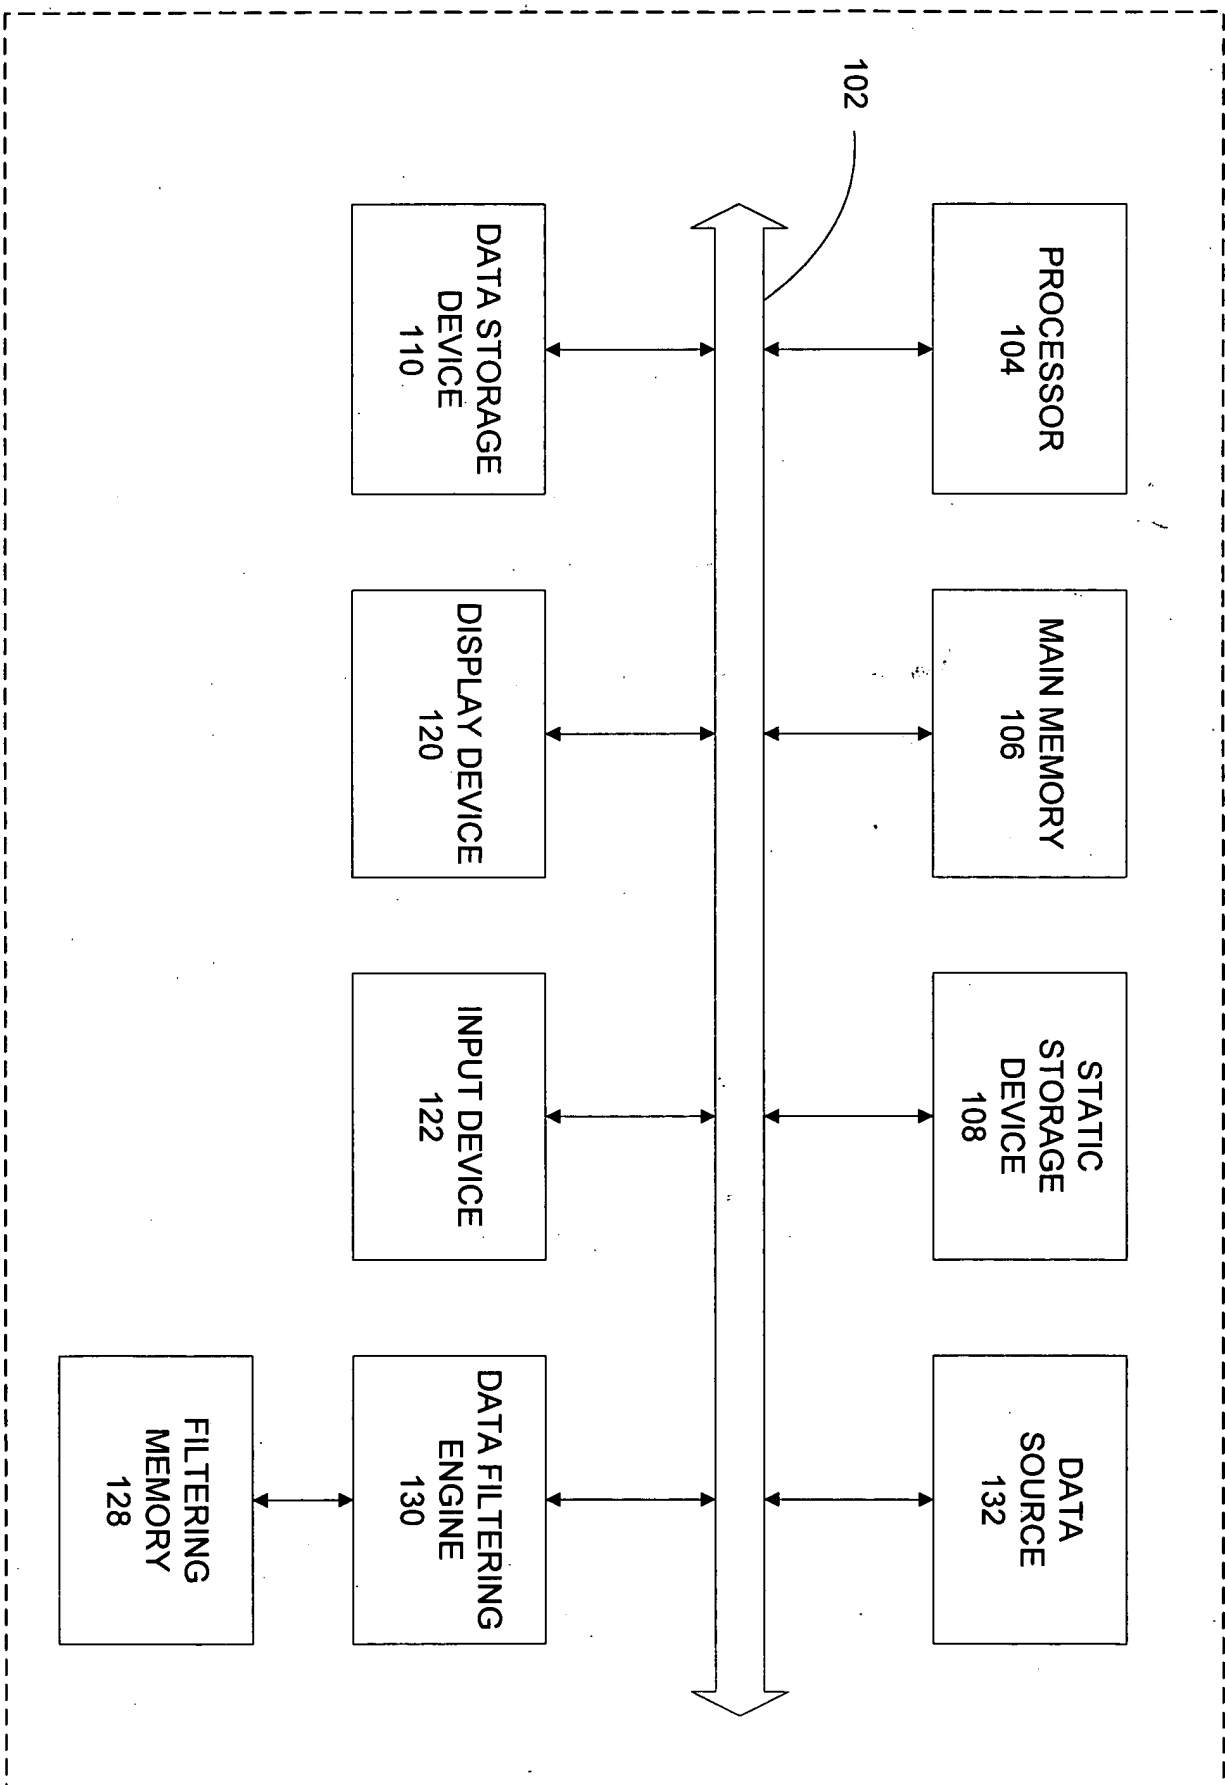 102
PROCESSOR
104
MAIN MEMORY
106
STATIC
STORAGE
DEVICE
108
DATA
SOURCE
132
DATA STORAGE
DEVICE
110
DISPLAY DEVICE
120
INPUT DEVICE
122
DATA FILTERING
ENGINE
130
FILTERING
MEMORY
128